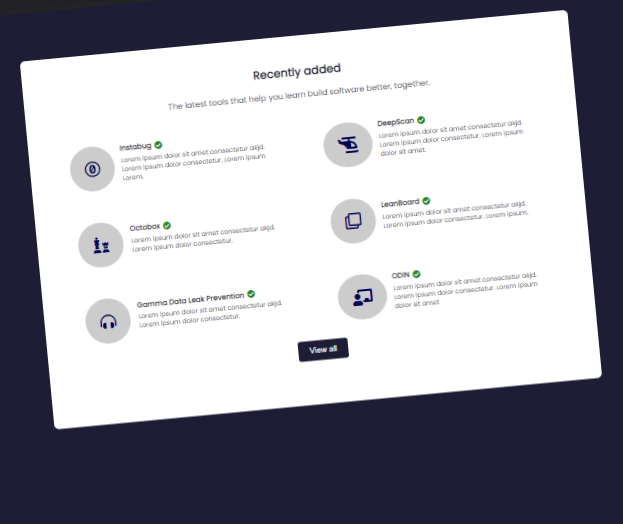 Recently added
The latest tools that help you learn build software better, together.
Instabug
Lorem ipsum dolor sit amet consectetur akjd.
Lorem ipsum dolor consectetur. Lorem ipsum
Lorem.
DeepScan
Lorem ipsum dolor sit amet consectetur akjd.
Lorem ipsum dolor consectetur. Lorem ipsum
dolor sit amet.
Octobox
Lorem ipsum dolor sit amet consectetur akjd.
Lorem ipsum dolor consectetur.
LeanBoard
Lorem ipsum dolor sit amet consectetur akjd.
Lorem ipsum dolor consectetur. Lorem ipsum.
Gamma Data Leak Prevention
Lorem ipsum dolor sit amet consectetur akjd.
Lorem ipsum dolor consectetur.
ODIN
Lorem ipsum dolor sit amet consectetur akjd.
Lorem ipsum dolor consectetur. Lorem ipsum
dolor sit amet
View all